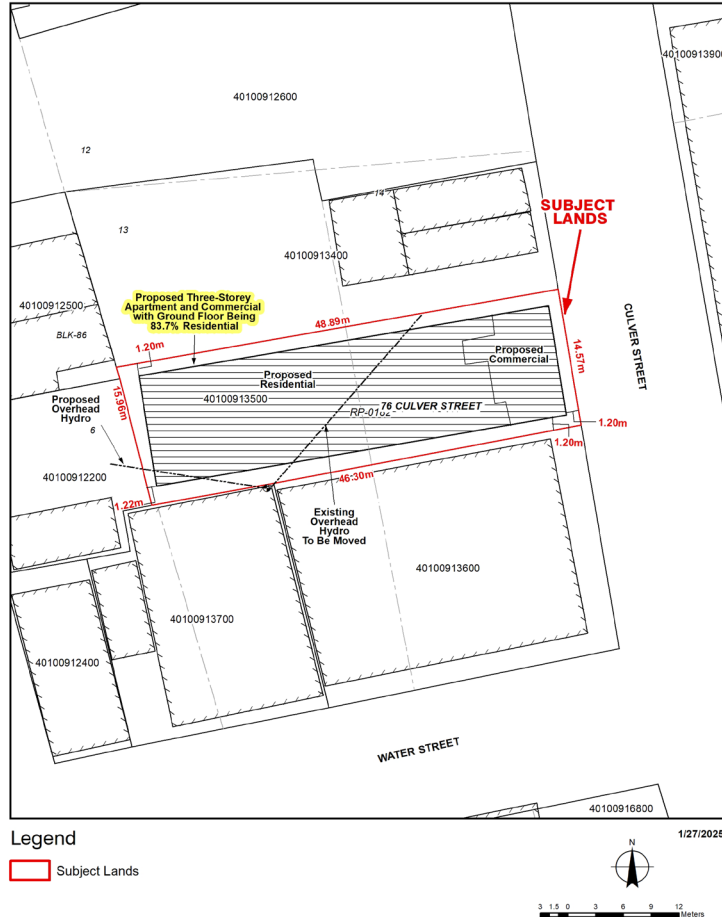 40100913900
40100912600
12
14
SUBJECT
LANDS
13
40100913400
Proposed Three-Storey
Apartment and Commercial
with Ground Floor Being
83.7% Residential
40100912500
48.89m
CULVER STREET
BLK-86
1.20m
14.57m
Proposed
Commercial
Proposed
Residential
15.96m
Proposed
Overhead
Hydro
40100913500
76 CULVER STREET
RP-0102
1.20m
6
1.20m
40100912200
46.30m
1.22m
Existing
Overhead
Hydro
To Be Moved
40100913600
40100913700
40100912400
WATER STREET
40100916800
Legend
1/27/2025
Subject Lands
N
3 1.5 0 3 6 9 12
Meters